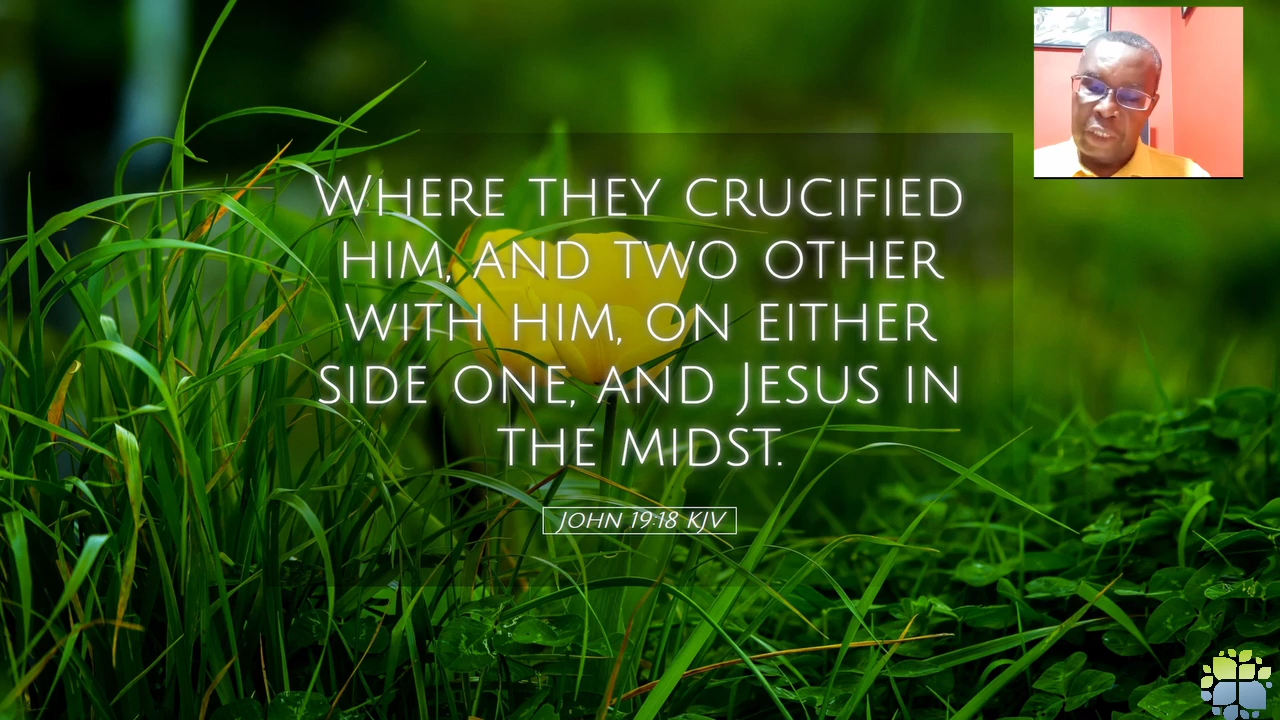 Where they crucified
him, and two other
with him, on either
side one, and Jesus in
the midst.
John 19:18 KJV